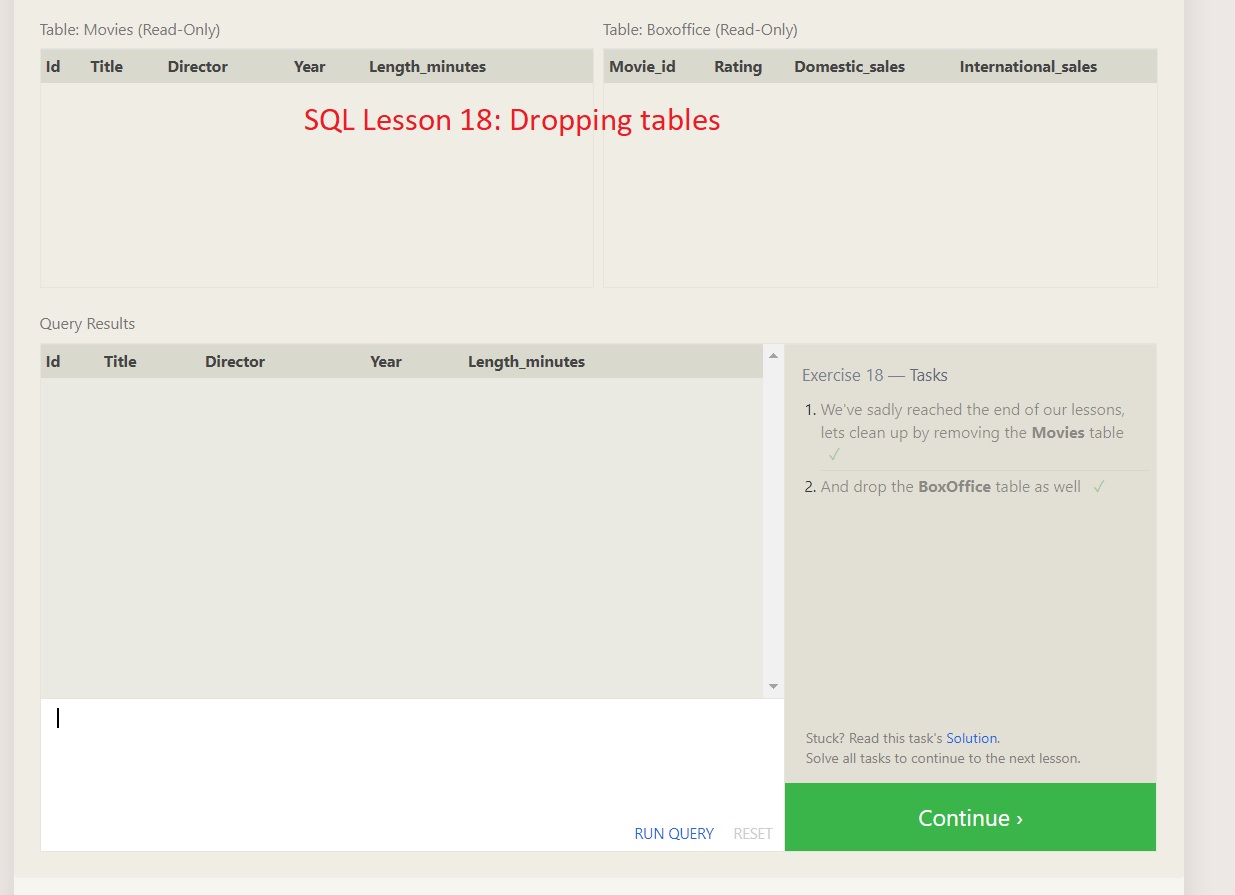 Table: Movies (Read-Only)
Table: Boxoffice (Read-Only)
Id Title Director Year Length_minutes
Movie_id Rating Domestic_sales International_sales
SQL Lesson 18: Dropping tables
Query Results
Id Title Director Year Length_minutes
Exercise 18 — Tasks
1. We've sadly reached the end of our lessons,
lets clean up by removing the Movies table
✓
2. And drop the BoxOffice table as well ✓
Stuck? Read this task's Solution.
Solve all tasks to continue to the next lesson.
RUN QUERY RESET
Continue ›